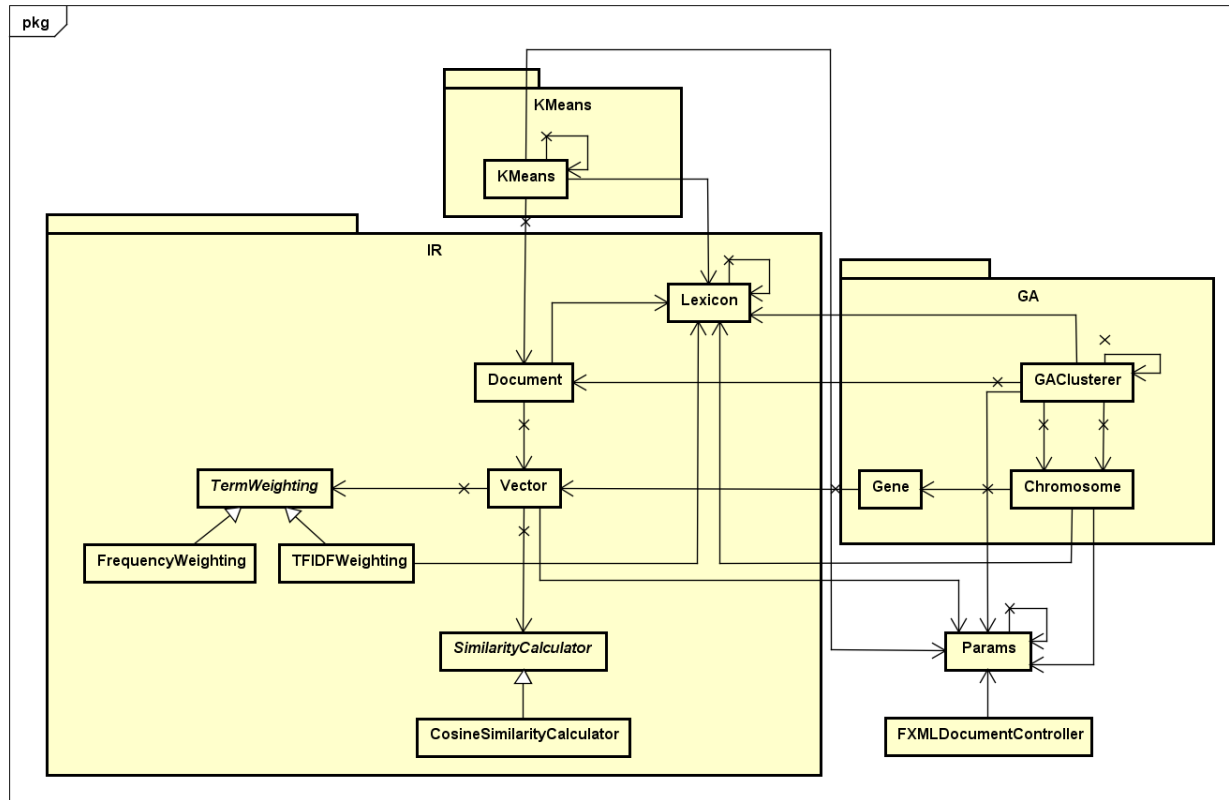 pkg
KMeans
KMeans
IR
Lexicon
GA
Document
GAClusterer
TermWeighting
Vector
Gene
Chromosome
FrequencyWeighting
TFIDFWeighting
SimilarityCalculator
Params
CosineSimilarityCalculator
FXMLDocumentController